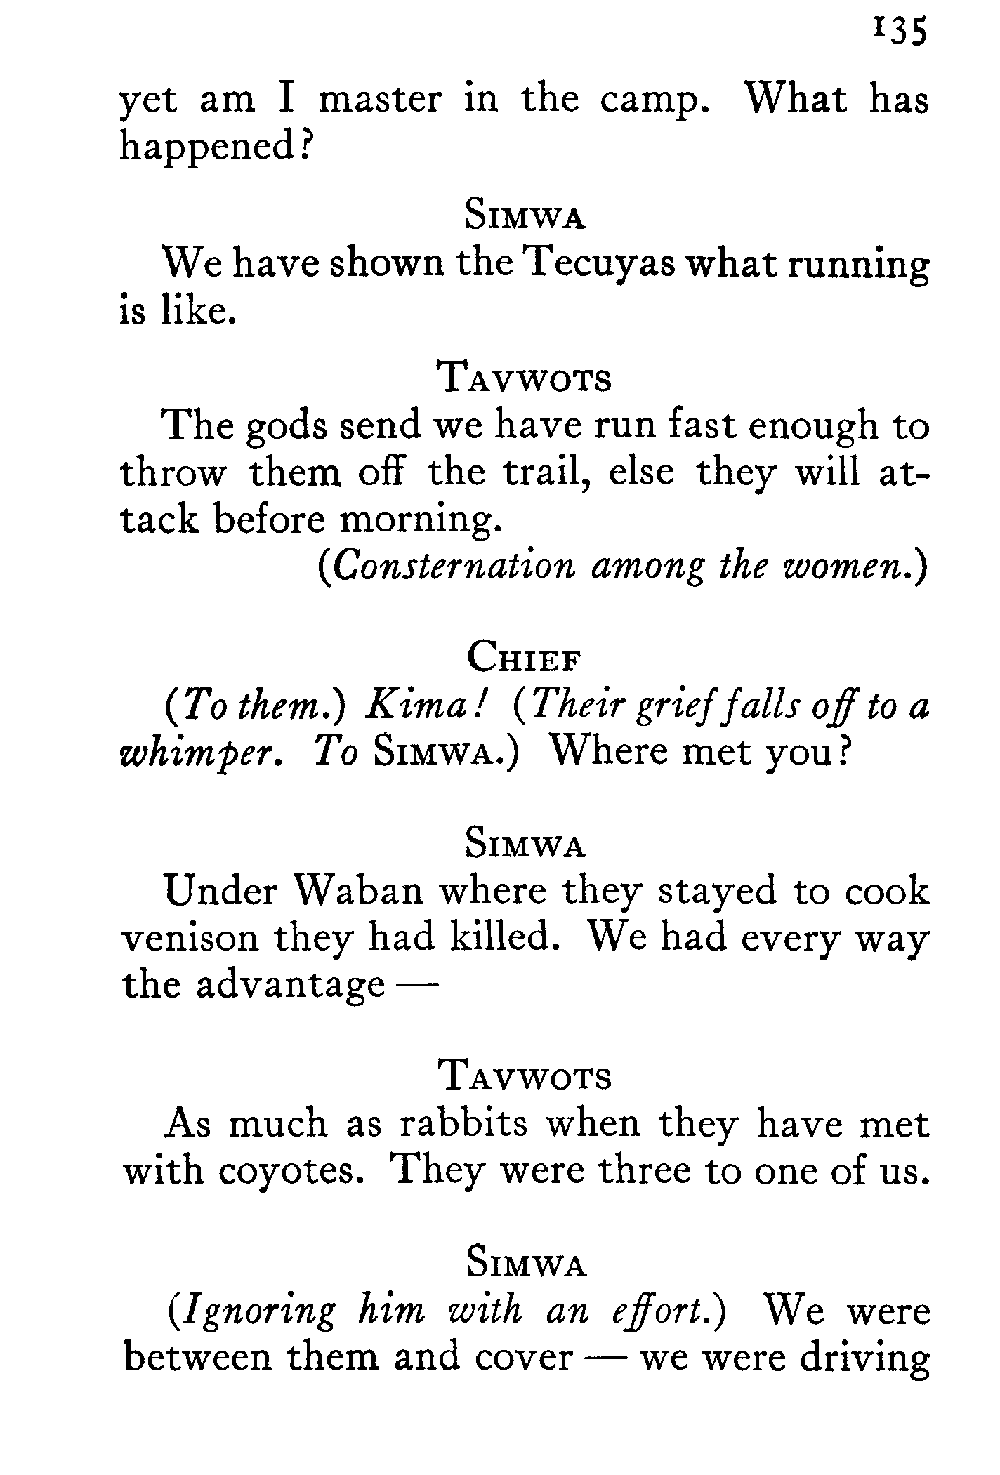 135
yet am I master in the camp. What has
happened?
Simwa
We have shown the Tecuyas what running
is like.
Tavwots
The gods send we have run fast enough to
throw them off the trail, else they will at-
tack before morning.
(Consternation among the women.)
Chief
(To them.) Kima! (Their grief falls off to a
whimper. To Simwa.) Where met you?
Simwa
Under Waban where they stayed to cook
venison they had killed. We had every way
the advantage —
Tavwots
As much as rabbits when they have met
with coyotes. They were three to one of us.
Simwa
(Ignoring him with an effort.) We were
between them and cover — we were driving